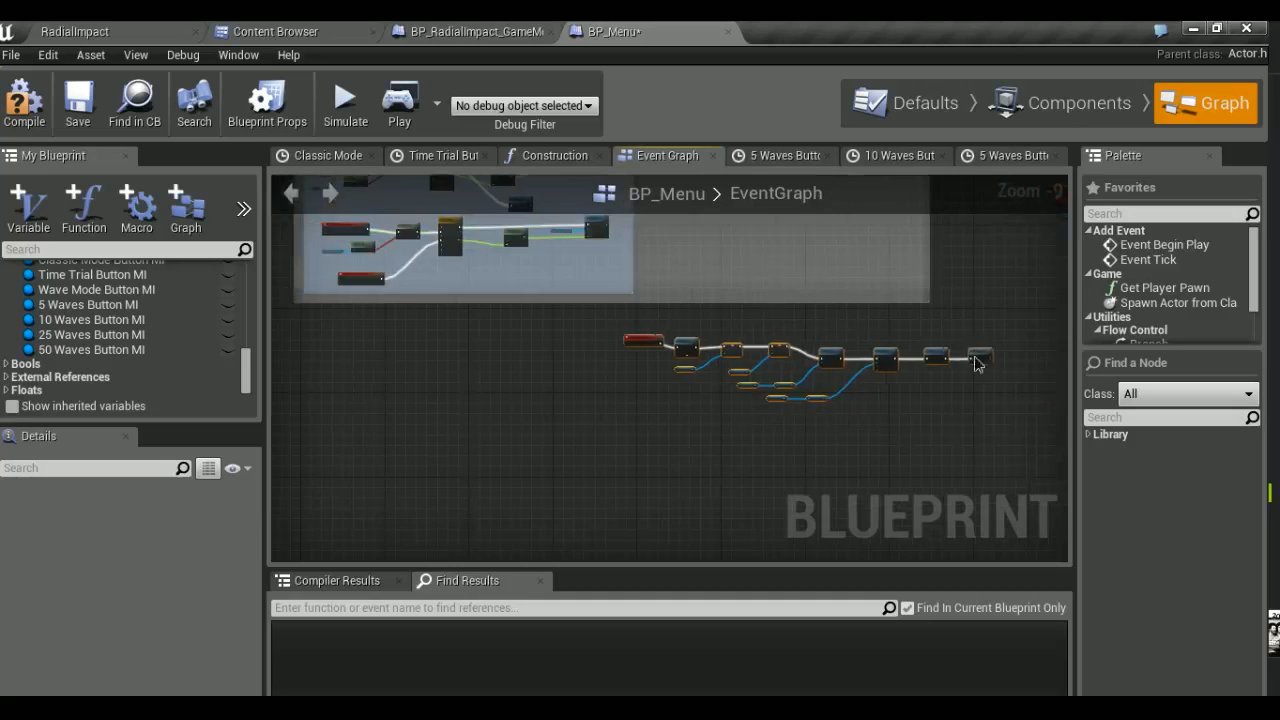 RadialImpact
Content Browser
BP_RadialImpact_GameM
BP_Menu*
File Edit Asset View Window Help
Parent class: Actor.h
Compile
Save
Find in CB
Search
Blueprint Props
Simulate
Play
No debug object selected
Debug Filter
Defaults
Components
Graph
My Blueprint
Classic Mode
Time Trial But
Construction
Event Graph
5 Waves Butt
10 Waves But
5 Waves Butt
Palette
Variable
Function
Macro
Graph
Search
Classic Mode Button MI
Time Trial Button MI
Wave Mode Button MI
5 Waves Button MI
10 Waves Button MI
25 Waves Button MI
50 Waves Button MI
Bools
External References
Floats
Show inherited variables
Details
Search
BP_Menu > EventGraph
Zoom -9
BLUEPRINT
Compiler Results
Find Results
Enter function or event name to find references...
Find In Current Blueprint Only
Favorites
Search
Add Event
Event Begin Play
Event Tick
Game
Get Player Pawn
Spawn Actor from Cla
Utilities
Flow Control
Branch
Find a Node
Class: All
Search
Library